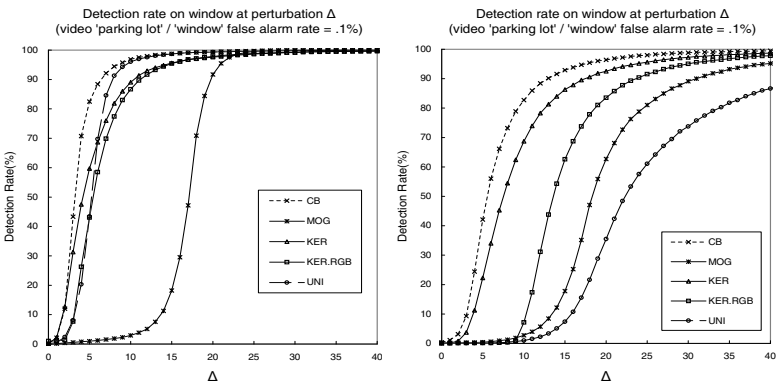 Detection rate on window at perturbation Δ
(video 'parking lot' / 'window' false alarm rate = .1%)
100
90
80
70
60
50
40
30
20
10
0
Detection Rate(%)
CB
MOG
KER
KER.RGB
UNI
0 5 10 15 20 25 30 35 40
Δ
Detection rate on window at perturbation Δ
(video 'parking lot' / 'window' false alarm rate = .1%)
100
90
80
70
60
50
40
30
20
10
0
Detection Rate(%)
CB
MOG
KER
KER.RGB
UNI
0 5 10 15 20 25 30 35 40
Δ